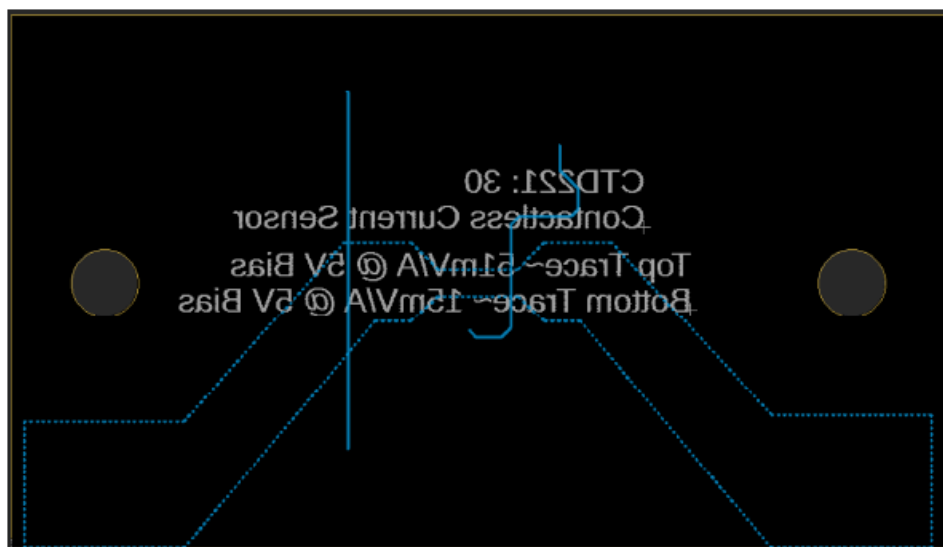 CTD221: 30
Contactless Current Sensor
Top Trace~ 51mV/A @ 5V Bias
Bottom Trace~ 15mV/A @ 5V Bias